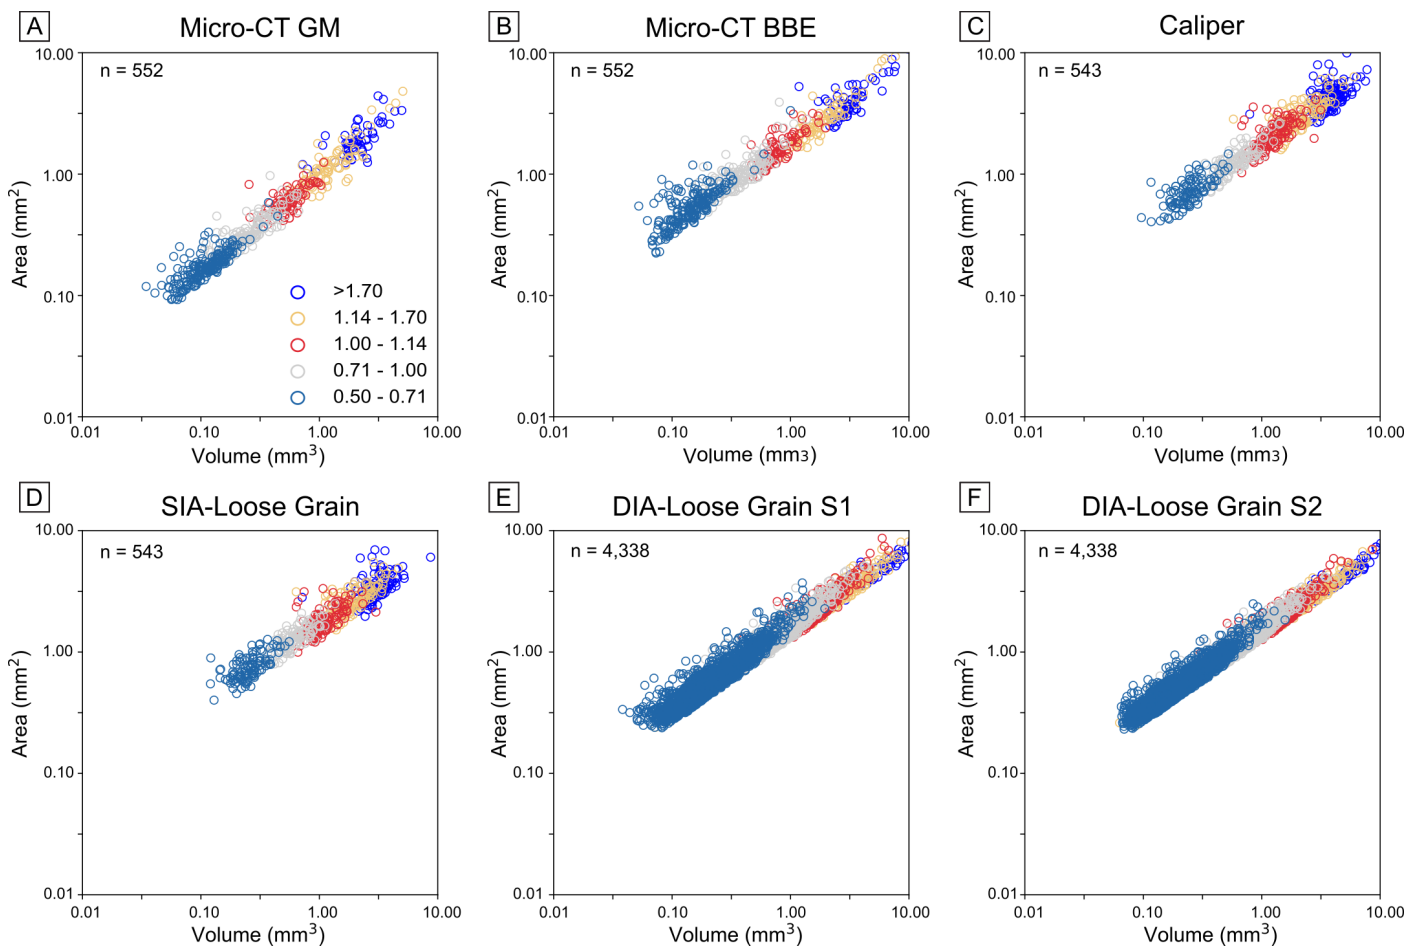 A
Micro-CT GM
n = 552
10.00
1.00
0.10
0.01
Area (mm²)
>1.70
1.14 - 1.70
1.00 - 1.14
0.71 - 1.00
0.50 - 0.71
0.01
0.10
1.00
10.00
Volume (mm³)
B
Micro-CT BBE
n = 552
10.00
1.00
0.10
0.01
Area (mm²)
0.01
0.10
1.00
10.00
Volume (mm3)
C
Caliper
n = 543
10.00
1.00
0.10
0.01
Area (mm²)
0.01
0.10
1.00
10.00
Volume (mm3)
D
SIA-Loose Grain
n = 543
10.00
1.00
0.10
0.01
Area (mm²)
0.01
0.10
1.00
10.00
Volume (mm³)
E
DIA-Loose Grain S1
n = 4,338
10.00
1.00
0.10
0.01
Area (mm²)
0.01
0.10
1.00
10.00
Volume (mm³)
F
DIA-Loose Grain S2
n = 4,338
10.00
1.00
0.10
0.01
Area (mm²)
0.01
0.10
1.00
10.00
Volume (mm³)